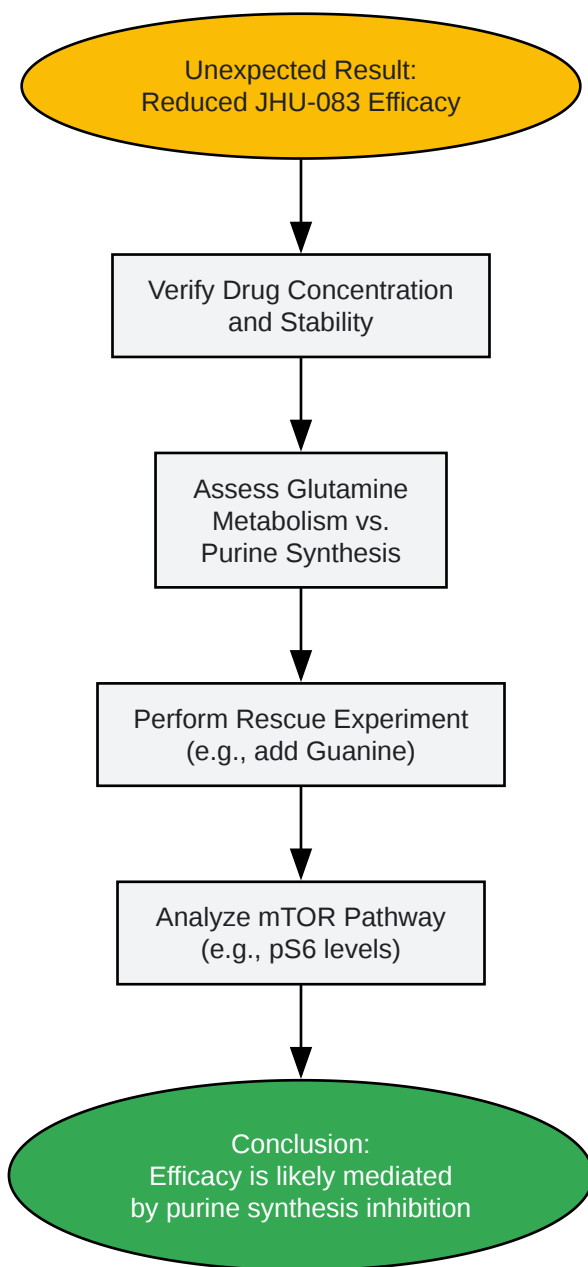 Unexpected Result:
Reduced JHU-083 Efficacy
Verify Drug Concentration
and Stability
Assess Glutamine
Metabolism vs.
Purine Synthesis
Perform Rescue Experiment
(e.g., add Guanine)
Analyze mTOR Pathway
(e.g., pS6 levels)
Conclusion:
Efficacy is likely mediated
by purine synthesis inhibition